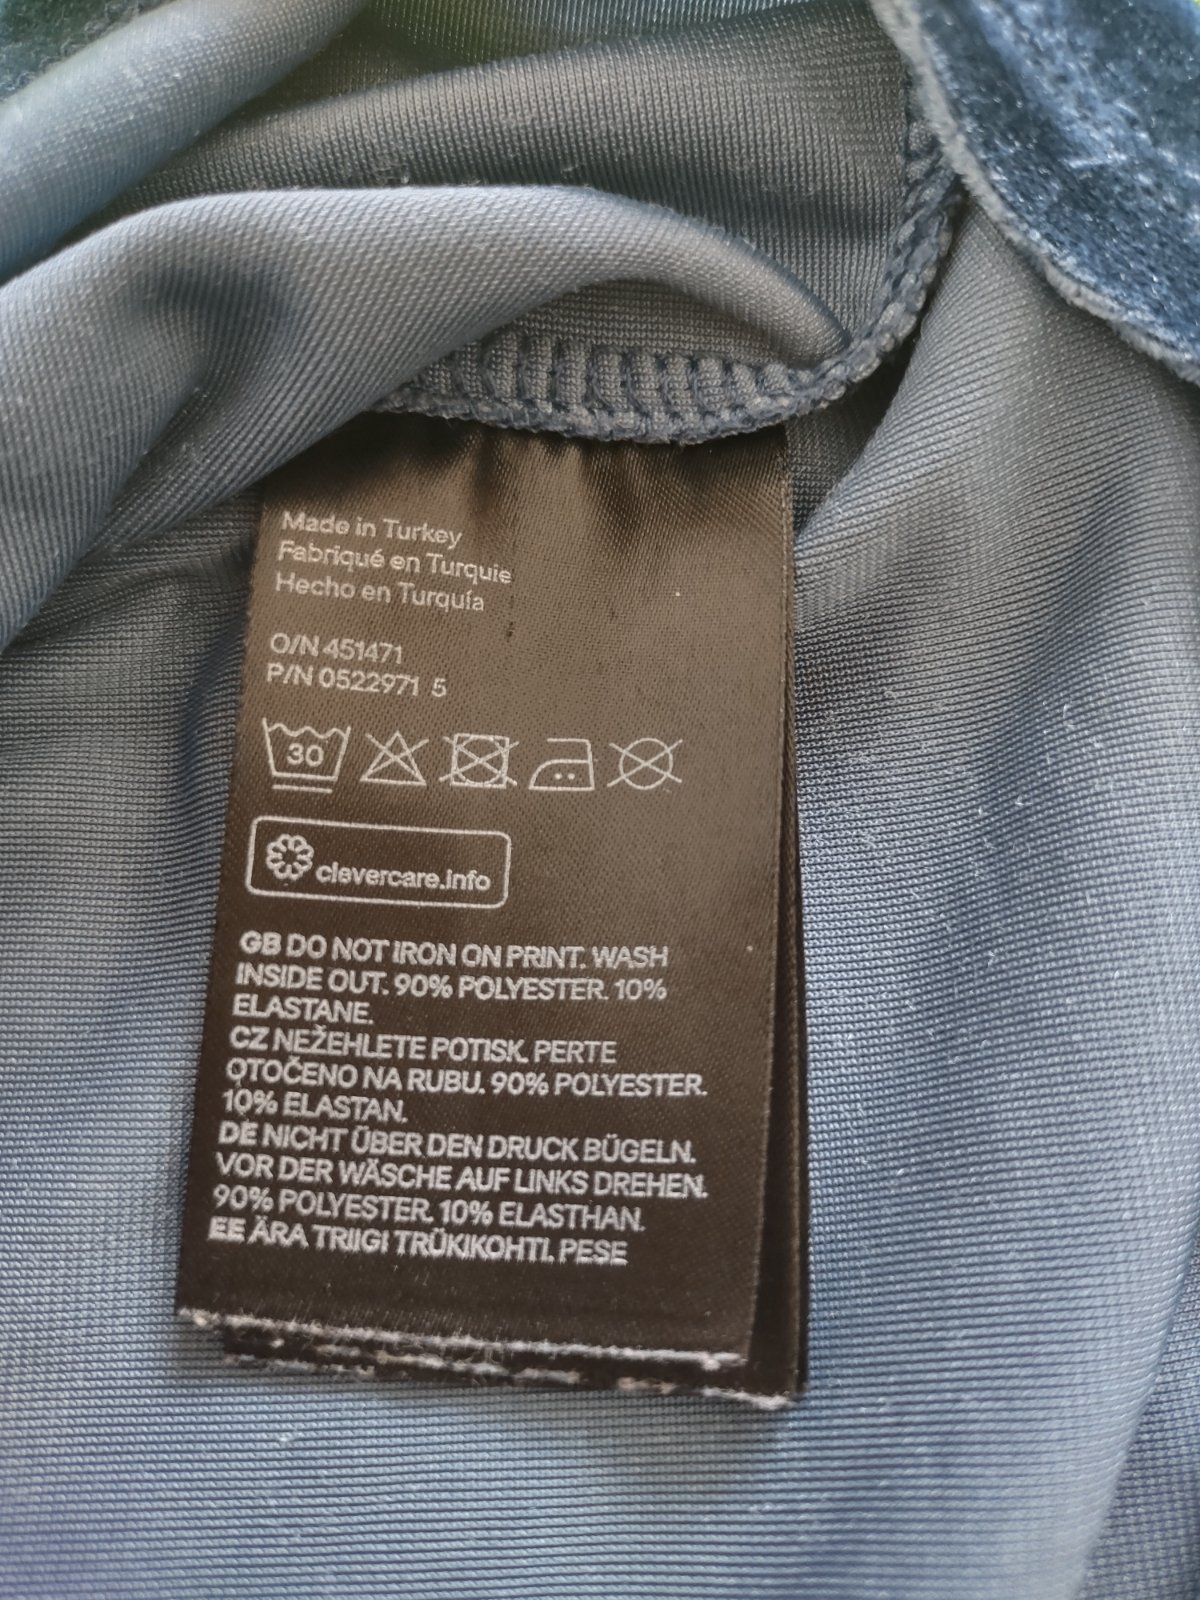 Made in Turkey
Fabriqué en Turquie
Hecho en Turquía
O/N 451471
P/N 0522971 5
30
clevercare.info
GB DO NOT IRON ON PRINT. WASH
INSIDE OUT. 90% POLYESTER. 10%
ELASTANE.
CZ NEŽEHLETE POTISK. PERTE
OTOČENO NA RUBU. 90% POLYESTER.
10% ELASTAN.
DE NICHT ÜBER DEN DRUCK BÜGELN.
VOR DER WÄSCHE AUF LINKS DREHEN.
90% POLYESTER. 10% ELASTHAN.
EE ÄRA TRIIGI TRÜKIKOHTI. PESE